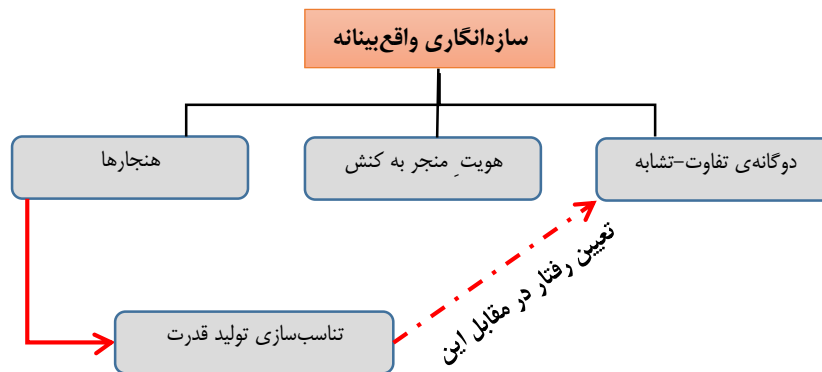 سازه‌انگاری واقع‌بینانه
دوگانه‌ی تفاوت-تشابه
هویتِ منجر به کنش
هنجارها
تعیین رفتار در مقابل این
تناسب‌سازی تولید قدرت